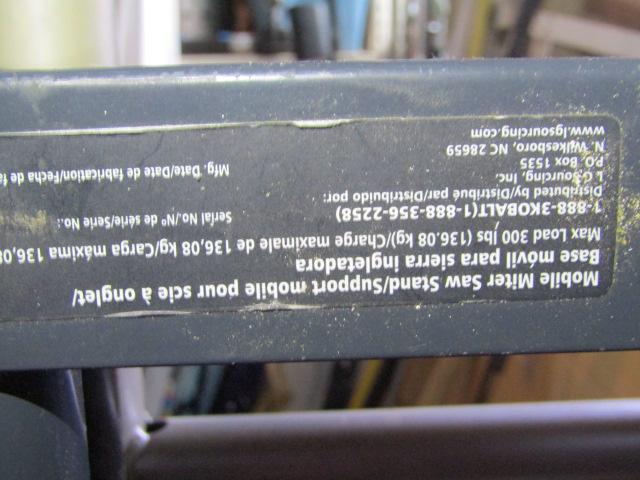 Mobile Miter Saw Stand/Support mobile pour scie à onglet/
Base móvil para sierra ingletadora
Max Load 300 lbs (136.08 kg)/Charge maximale de 136,08 kg/Carga máxima 136,08
1-888-3KOBALT(1-888-356-2258)
Serial No./Nº de série/Serie No.:
Distributed by/Distribué par/Distribuido por:
L G Sourcing, Inc.
P.O. Box 1535
Mfg. Date/Date de fabrication/Fecha de fa
N. Wilkesboro, NC 28659
www.lgsourcing.com